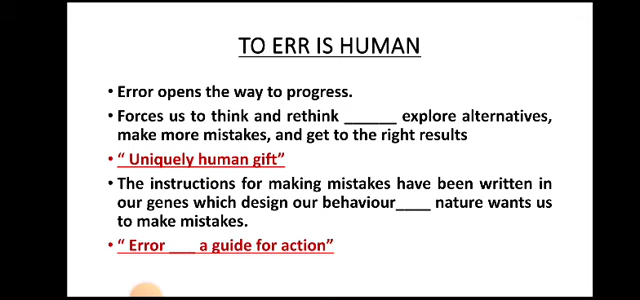 TO ERR IS HUMAN
• Error opens the way to progress.
• Forces us to think and rethink ______ explore alternatives,
make more mistakes, and get to the right results
• “ Uniquely human gift”
• The instructions for making mistakes have been written in
our genes which design our behaviour____ nature wants us
to make mistakes.
• “ Error ___ a guide for action”